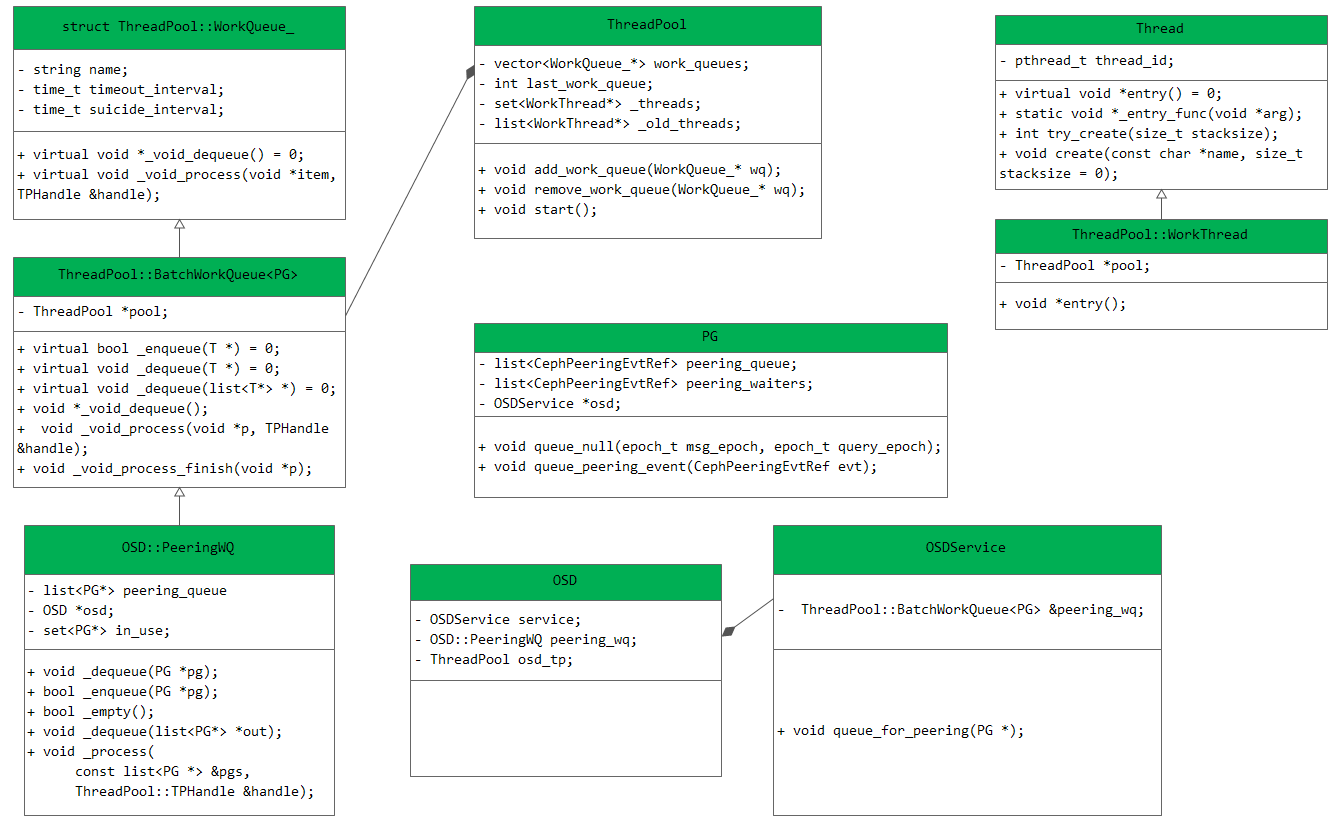 struct ThreadPool::WorkQueue_
- string name;
- time_t timeout_interval;
- time_t suicide_interval;
+ virtual void *_void_dequeue() = 0;
+ virtual void _void_process(void *item,
TPHandle &handle);
ThreadPool::BatchWorkQueue<PG>
- ThreadPool *pool;
+ virtual bool _enqueue(T *) = 0;
+ virtual void _dequeue(T *) = 0;
+ virtual void _dequeue(list<T*> *) = 0;
+ void *_void_dequeue();
+  void _void_process(void *p, TPHandle
&handle);
+ void _void_process_finish(void *p);
OSD::PeeringWQ
- list<PG*> peering_queue
- OSD *osd;
- set<PG*> in_use;
+ void _dequeue(PG *pg);
+ bool _enqueue(PG *pg);
+ bool _empty();
+ void _dequeue(list<PG*> *out);
+ void _process(
const list<PG *> &pgs,
ThreadPool::TPHandle &handle);
ThreadPool
- vector<WorkQueue_*> work_queues;
- int last_work_queue;
- set<WorkThread*> _threads;
- list<WorkThread*> _old_threads;
+ void add_work_queue(WorkQueue_* wq);
+ void remove_work_queue(WorkQueue_* wq);
+ void start();
PG
- list<CephPeeringEvtRef> peering_queue;
- list<CephPeeringEvtRef> peering_waiters;
- OSDService *osd;
+ void queue_null(epoch_t msg_epoch, epoch_t query_epoch);
+ void queue_peering_event(CephPeeringEvtRef evt);
OSD
- OSDService service;
- OSD::PeeringWQ peering_wq;
- ThreadPool osd_tp;
OSDService
-  ThreadPool::BatchWorkQueue<PG> &peering_wq;
+ void queue_for_peering(PG *);
Thread
- pthread_t thread_id;
+ virtual void *entry() = 0;
+ static void *_entry_func(void *arg);
+ int try_create(size_t stacksize);
+ void create(const char *name, size_t
stacksize = 0);
ThreadPool::WorkThread
- ThreadPool *pool;
+ void *entry();